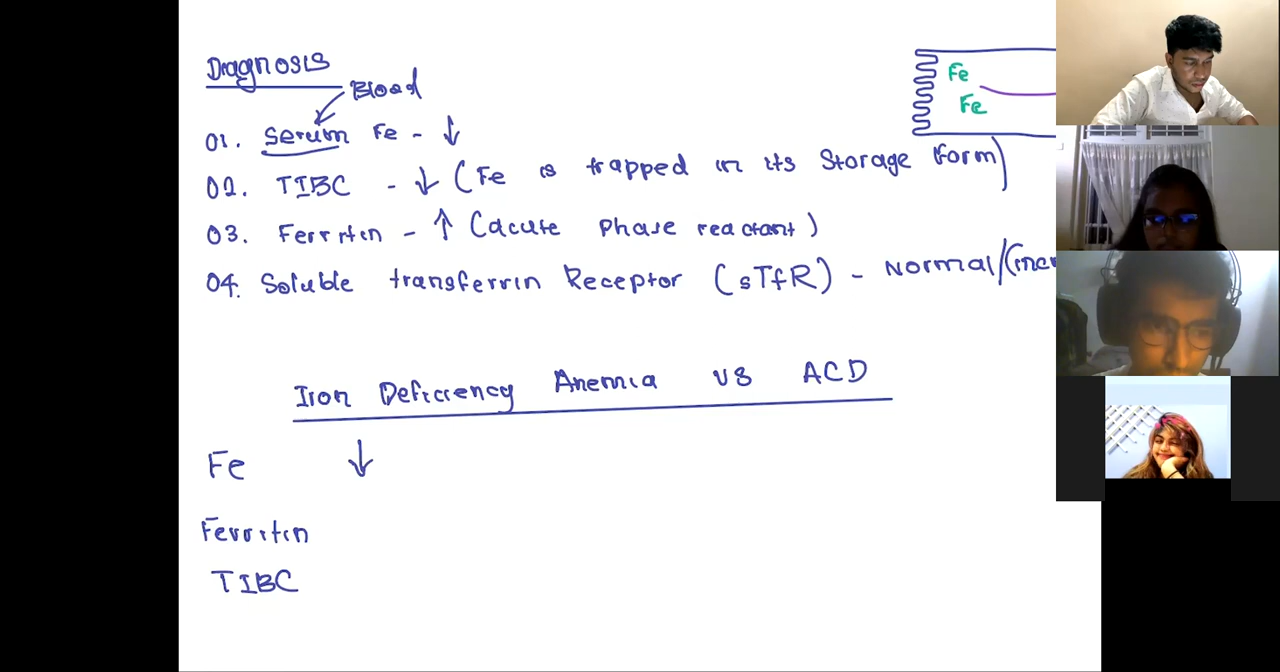 Diagnosis
Blood
01. Serum Fe - ↓
02. TIBC - ↓ (Fe is trapped in its storage form)
03. Ferritin - ↑ (acute phase reactant)
04. Soluble transferrin Receptor (sTfR) - Normal/(
Fe
Fe
Iron Deficiency Anemia vs ACD
Fe ↓
Ferritin
TIBC